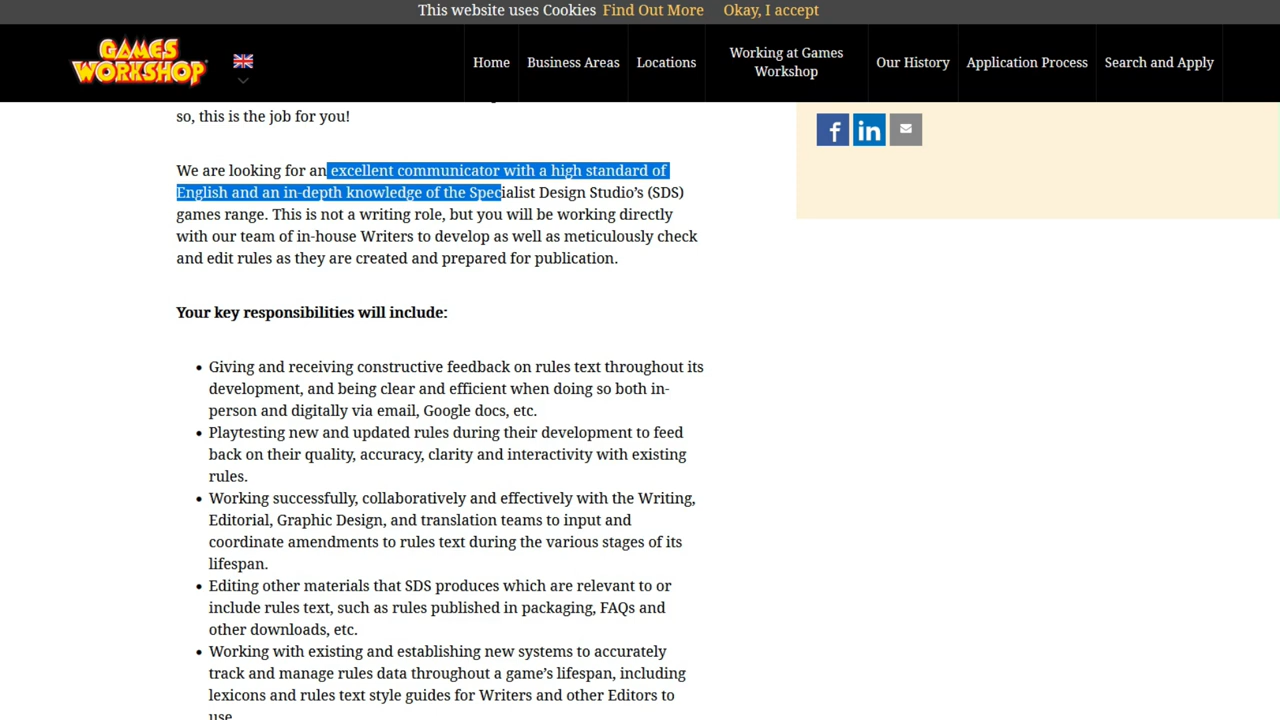 This website uses Cookies Find Out More Okay, I accept
GAMES
WORKSHOP
Home
Business Areas
Locations
Working at Games
Workshop
Our History
Application Process
Search and Apply
so, this is the job for you!
We are looking for an excellent communicator with a high standard of
English and an in-depth knowledge of the Specialist Design Studio’s (SDS)
games range. This is not a writing role, but you will be working directly
with our team of in-house Writers to develop as well as meticulously check
and edit rules as they are created and prepared for publication.
Your key responsibilities will include:
• Giving and receiving constructive feedback on rules text throughout its
development, and being clear and efficient when doing so both in-
person and digitally via email, Google docs, etc.
• Playtesting new and updated rules during their development to feed
back on their quality, accuracy, clarity and interactivity with existing
rules.
• Working successfully, collaboratively and effectively with the Writing,
Editorial, Graphic Design, and translation teams to input and
coordinate amendments to rules text during the various stages of its
lifespan.
• Editing other materials that SDS produces which are relevant to or
include rules text, such as rules published in packaging, FAQs and
other downloads, etc.
• Working with existing and establishing new systems to accurately
track and manage rules data throughout a game’s lifespan, including
lexicons and rules text style guides for Writers and other Editors to
use.
f
in